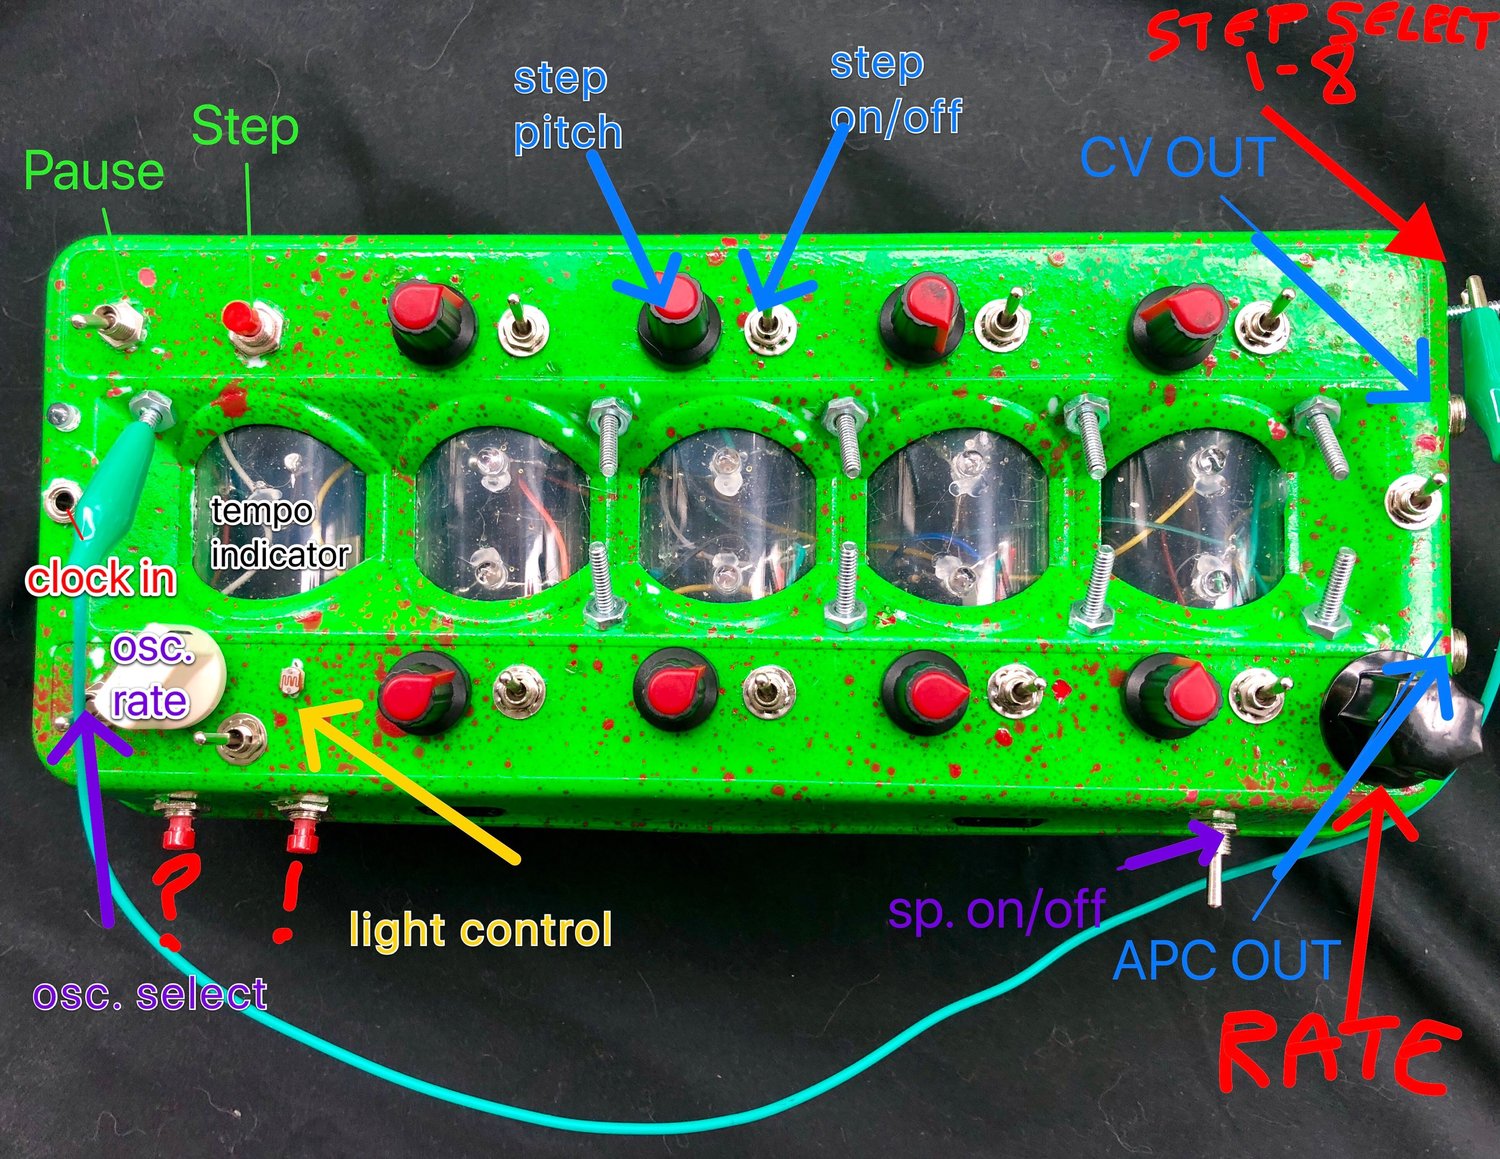 STEP SELECT
1-8
step
pitch
step
on/off
Step
Pause
CV OUT
tempo
indicator
clock in
osc.
rate
?
!
light control
sp. on/off
osc. select
APC OUT
RATE